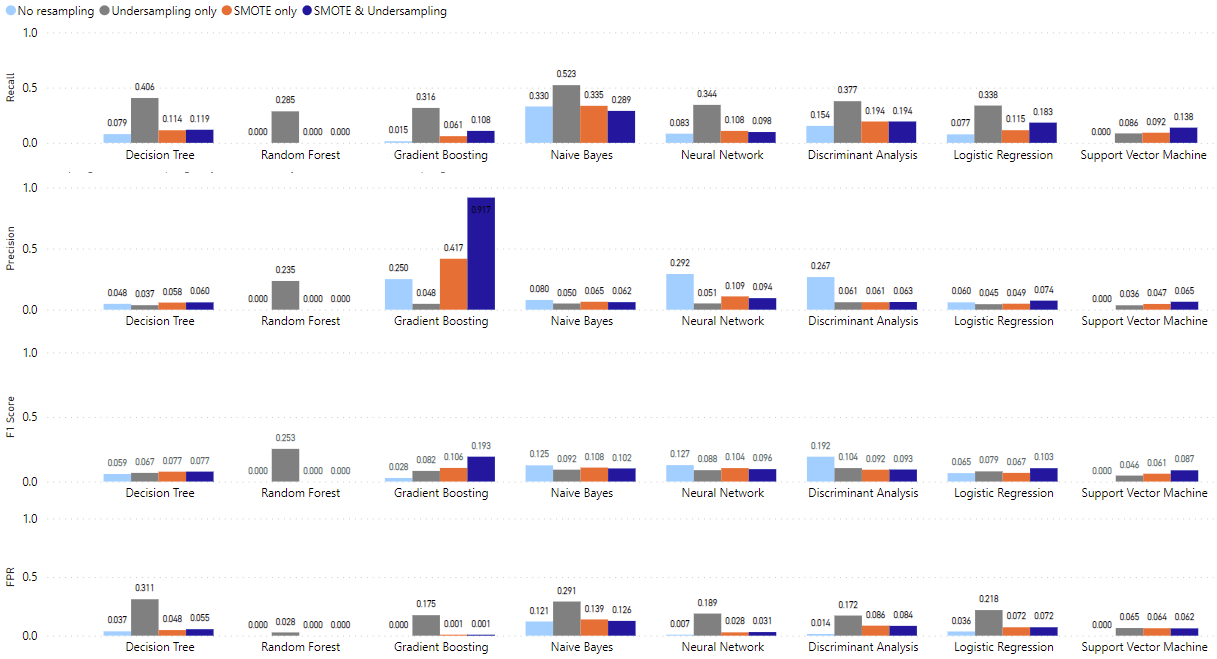 No resampling Undersampling only SMOTE only SMOTE & Undersampling
1.0
Recall
0.5
0.0
0.079 0.406 0.114 0.119
0.000 0.285 0.000 0.000
0.015 0.316 0.061 0.108
0.330 0.523 0.335 0.289
0.083 0.344 0.108 0.098
0.154 0.377 0.194 0.194
0.077 0.338 0.115 0.183
0.000 0.086 0.092 0.138
Decision Tree Random Forest Gradient Boosting Naive Bayes Neural Network Discriminant Analysis Logistic Regression Support Vector Machine
1.0
Precision
0.5
0.0
0.048 0.037 0.058 0.060
0.000 0.235 0.000 0.000
0.250 0.048 0.417 0.917
0.080 0.050 0.065 0.062
0.292 0.051 0.109 0.094
0.267 0.061 0.061 0.063
0.060 0.045 0.049 0.074
0.000 0.036 0.047 0.065
Decision Tree Random Forest Gradient Boosting Naive Bayes Neural Network Discriminant Analysis Logistic Regression Support Vector Machine
1.0
F1 Score
0.5
0.0
0.059 0.067 0.077 0.077
0.000 0.253 0.000 0.000
0.028 0.082 0.106 0.193
0.125 0.092 0.108 0.102
0.127 0.088 0.104 0.096
0.192 0.104 0.092 0.093
0.065 0.079 0.067 0.103
0.000 0.046 0.061 0.087
Decision Tree Random Forest Gradient Boosting Naive Bayes Neural Network Discriminant Analysis Logistic Regression Support Vector Machine
1.0
FPR
0.5
0.0
0.037 0.311 0.048 0.055
0.000 0.028 0.000 0.000
0.000 0.175 0.001 0.001
0.121 0.291 0.139 0.126
0.007 0.189 0.028 0.031
0.014 0.172 0.086 0.084
0.036 0.218 0.072 0.072
0.000 0.065 0.064 0.062
Decision Tree Random Forest Gradient Boosting Naive Bayes Neural Network Discriminant Analysis Logistic Regression Support Vector Machine